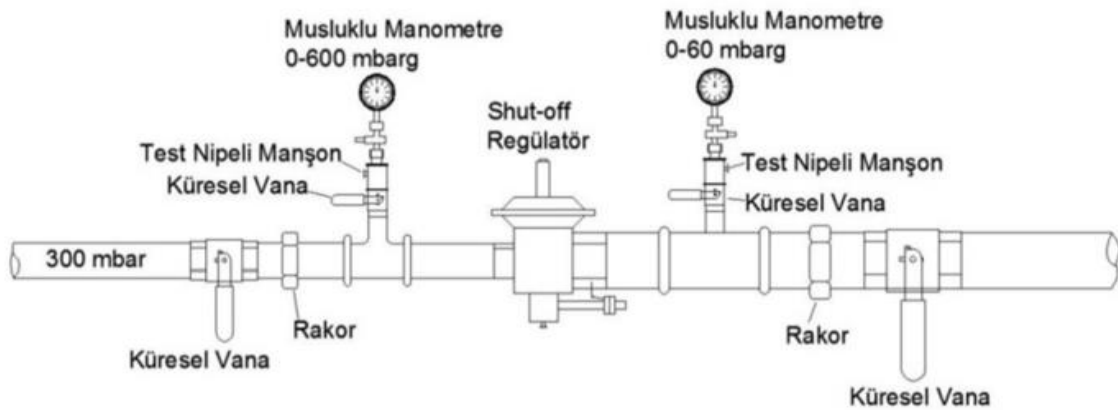 Musluklu Manometre
0-600 mbarg
Musluklu Manometre
0-60 mbarg
Shut-off
Regülatör
Test Nipeli Manşon
Küresel Vana
Test Nipeli Manşon
Küresel Vana
300 mbar
Rakor
Küresel Vana
Rakor
Küresel Vana